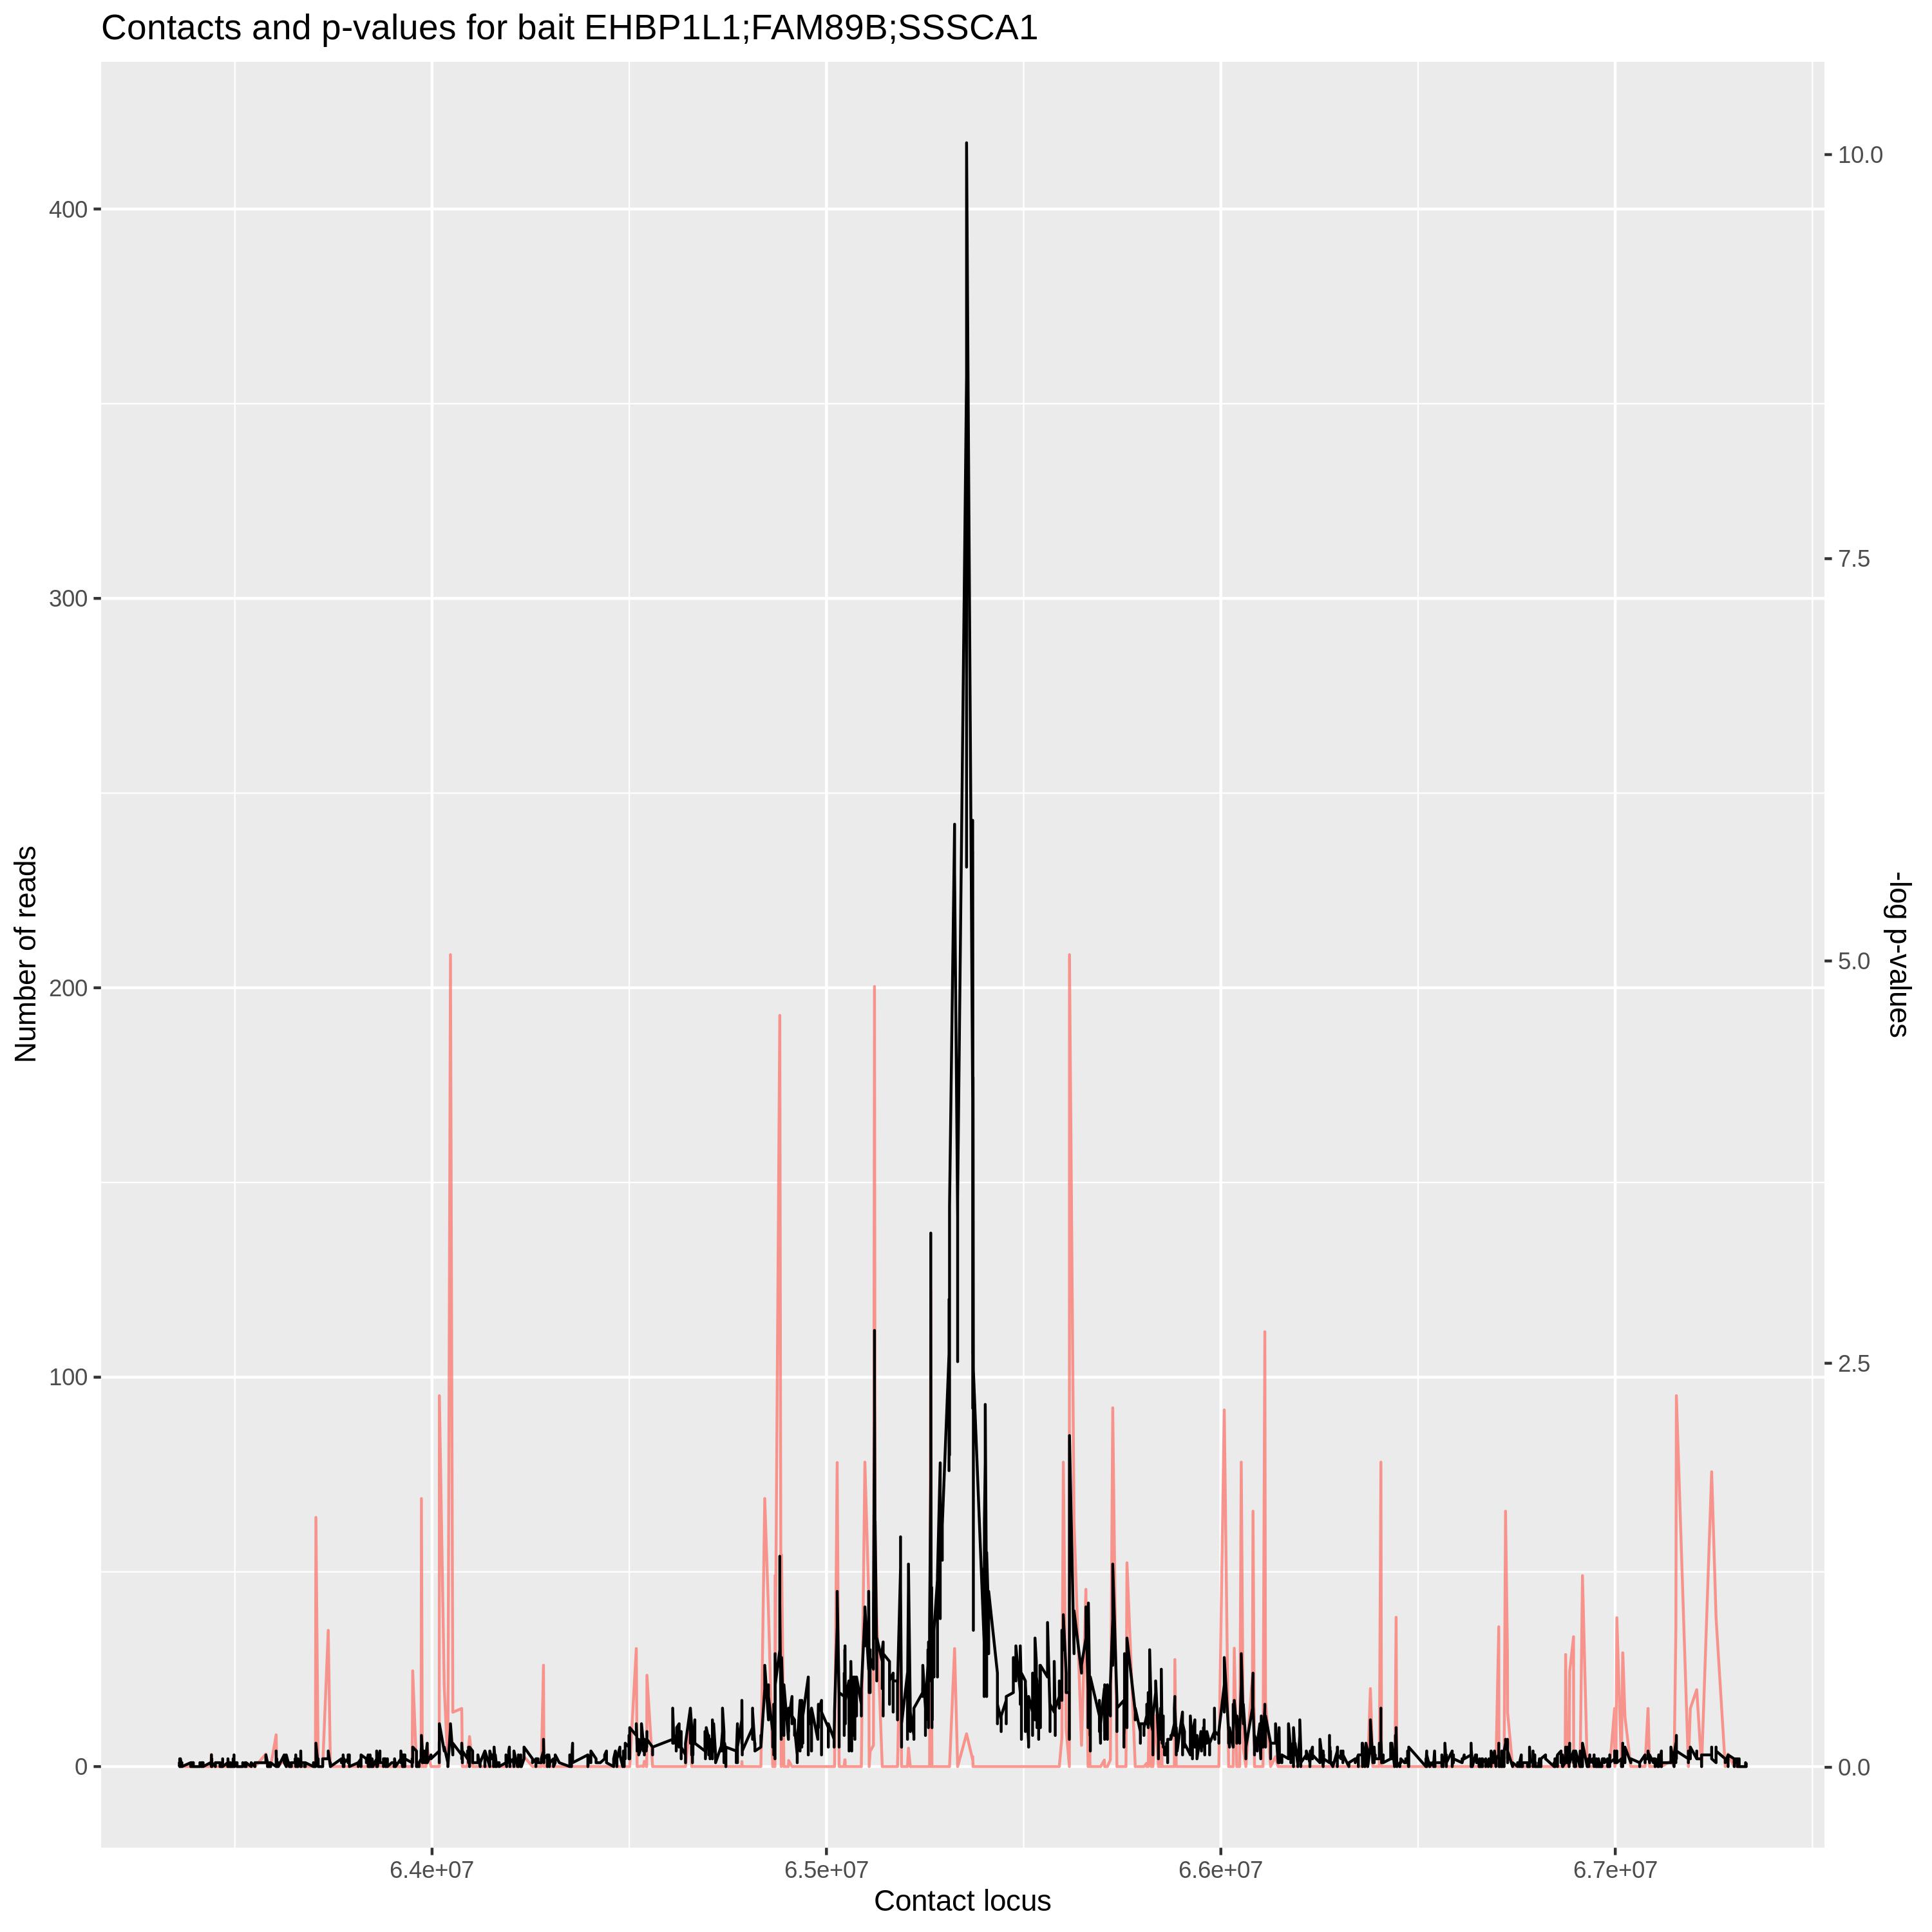 Contacts and p-values for bait EHBP1L1;FAM89B;SSSCA1
Number of reads
400
300
200
100
0
10.0
7.5
5.0
2.5
0.0
-log p-values
6.4e+07 6.5e+07 6.6e+07 6.7e+07
Contact locus